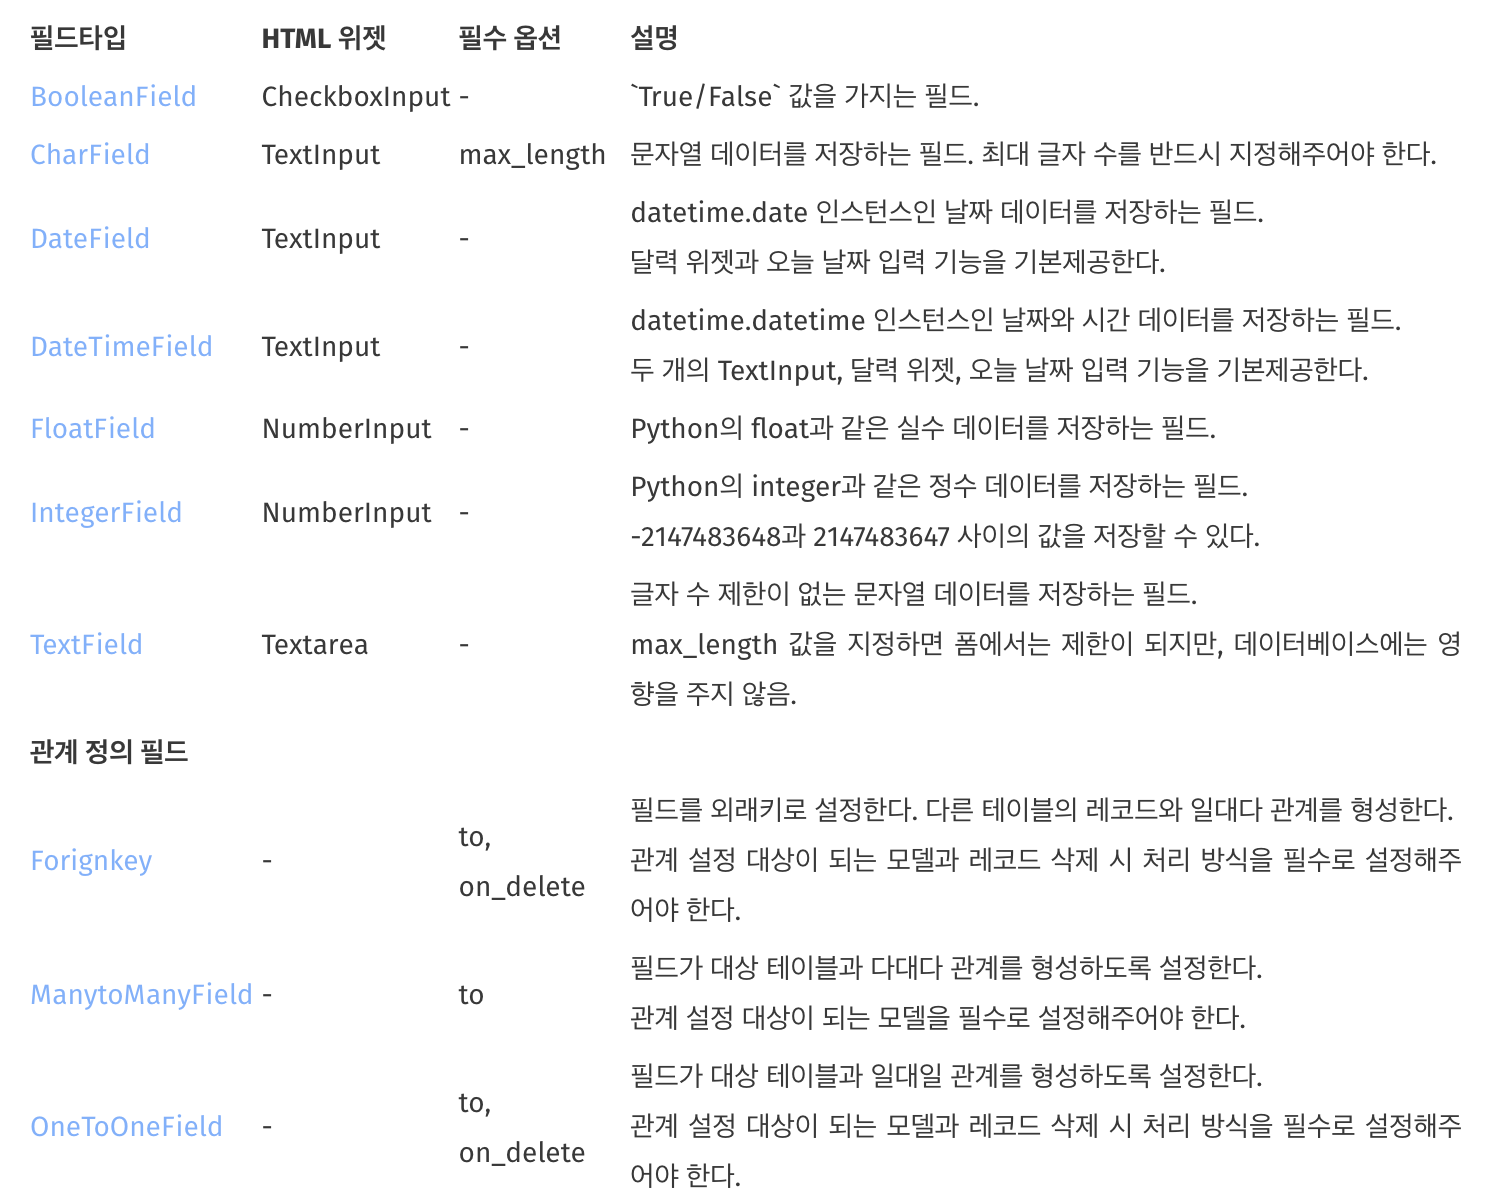 필드타입 HTML 위젯 필수 옵션 설명
BooleanField CheckboxInput - `True/False` 값을 가지는 필드.
CharField TextInput max_length 문자열 데이터를 저장하는 필드. 최대 글자 수를 반드시 지정해주어야 한다.
DateField TextInput - datetime.date 인스턴스인 날짜 데이터를 저장하는 필드.
달력 위젯과 오늘 날짜 입력 기능을 기본제공한다.
DateTimeField TextInput - datetime.datetime 인스턴스인 날짜와 시간 데이터를 저장하는 필드.
두 개의 TextInput, 달력 위젯, 오늘 날짜 입력 기능을 기본제공한다.
FloatField NumberInput - Python의 float과 같은 실수 데이터를 저장하는 필드.
IntegerField NumberInput - Python의 integer과 같은 정수 데이터를 저장하는 필드.
-2147483648과 2147483647 사이의 값을 저장할 수 있다.
TextField Textarea - 글자 수 제한이 없는 문자열 데이터를 저장하는 필드.
max_length 값을 지정하면 폼에서는 제한이 되지만, 데이터베이스에는 영
향을 주지 않음.
관계 정의 필드
Forignkey - to,
on_delete
필드를 외래키로 설정한다. 다른 테이블의 레코드와 일대다 관계를 형성한다.
관계 설정 대상이 되는 모델과 레코드 삭제 시 처리 방식을 필수로 설정해주
어야 한다.
ManytoManyField - to 필드가 대상 테이블과 다대다 관계를 형성하도록 설정한다.
관계 설정 대상이 되는 모델을 필수로 설정해주어야 한다.
OneToOneField - to,
on_delete
필드가 대상 테이블과 일대일 관계를 형성하도록 설정한다.
관계 설정 대상이 되는 모델과 레코드 삭제 시 처리 방식을 필수로 설정해주
어야 한다.